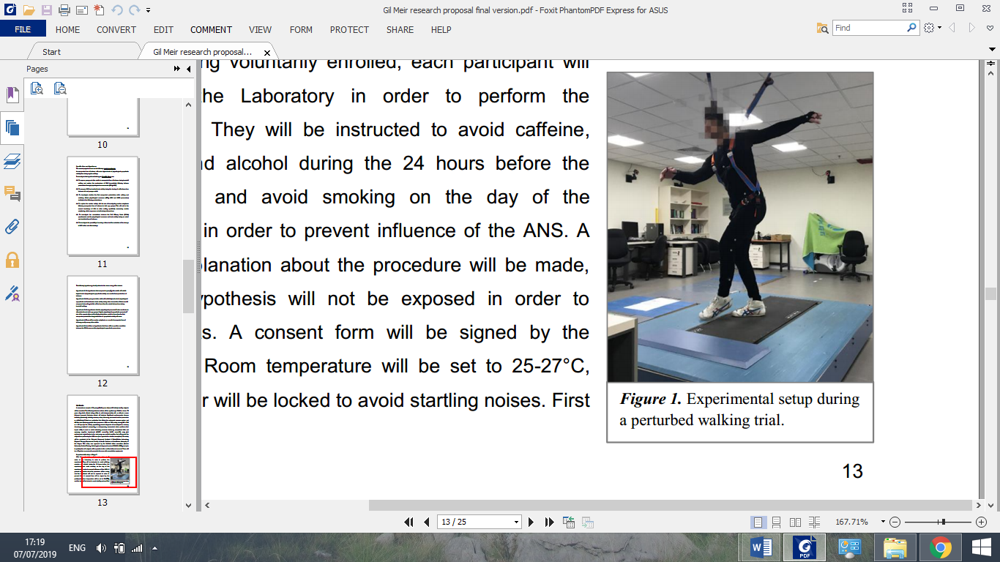 Gil Meir research proposal final version.pdf - Foxit PhantomPDF Express for ASUS
FILE HOME CONVERT EDIT COMMENT VIEW FORM PROTECT SHARE HELP
Find
Start
Gil Meir research proposal...
Pages
10
11
12
13
ng voluntarily enrolled, each participant will
he Laboratory in order to perform the
They will be instructed to avoid caffeine,
d alcohol during the 24 hours before the
and avoid smoking on the day of the
in order to prevent influence of the ANS. A
lanation about the procedure will be made,
ypothesis will not be exposed in order to
s. A consent form will be signed by the
Room temperature will be set to 25-27°C,
r will be locked to avoid startling noises. First
Figure 1. Experimental setup during
a perturbed walking trial.
13
13 / 25
167.71%
17:19
07/07/2019
ENG
PDF